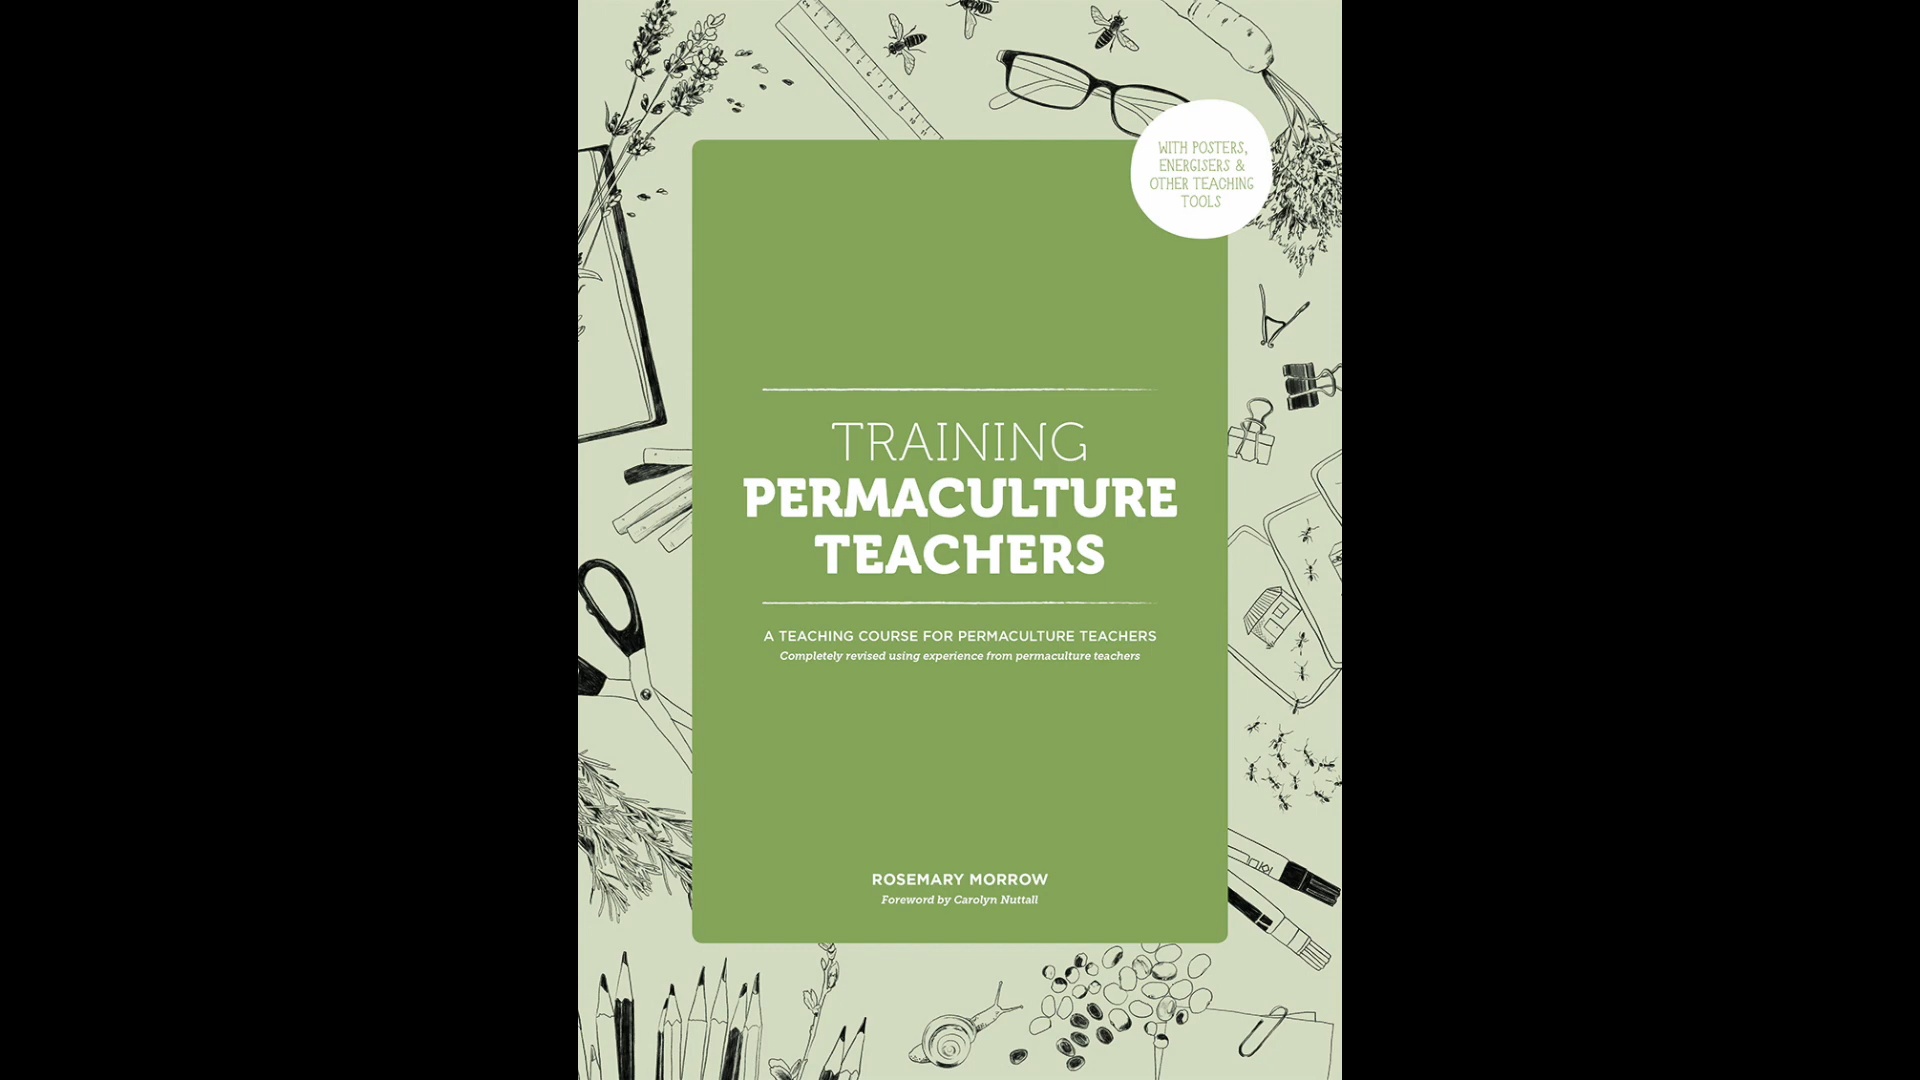 WITH POSTERS,
ENERGISERS &
OTHER TEACHING
TOOLS
TRAINING
PERMACULTURE
TEACHERS
A TEACHING COURSE FOR PERMACULTURE TEACHERS
Completely revised using experience from permaculture teachers
ROSEMARY MORROW
Foreword by Carolyn Nuttall